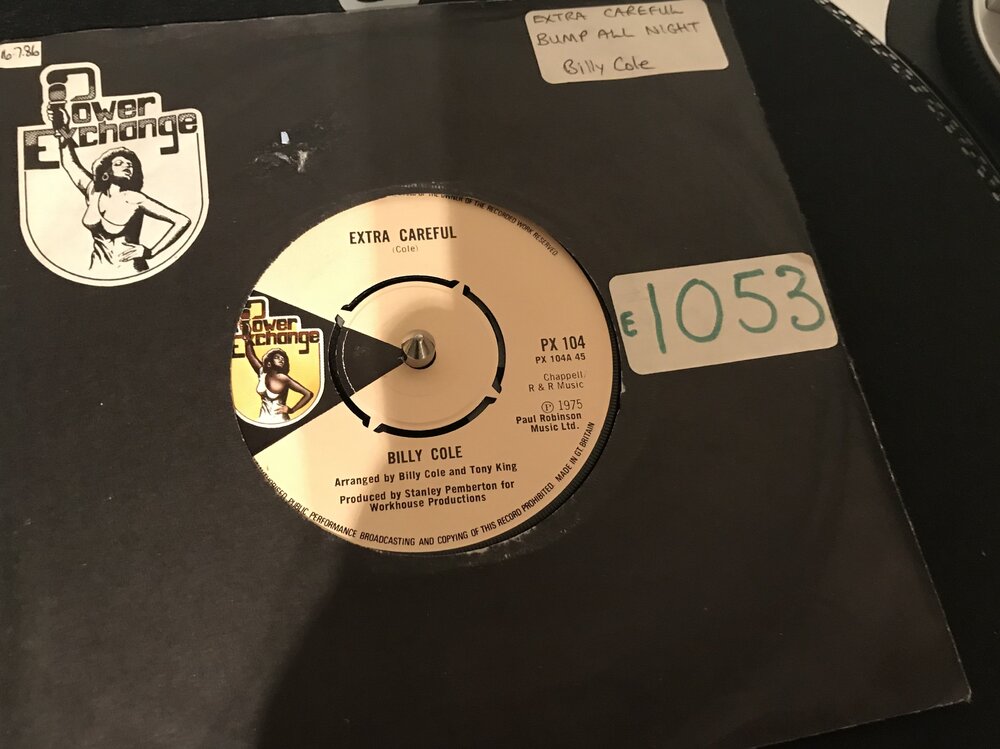 EXTRA CAREFUL
BUMP ALL NIGHT
Billy Cole
7.86
Power
Exchange
OF THE OWNER OF THE RECORDED WORK RESERVED.
EXTRA CAREFUL
(Cole)
Power
Exchange
PX 104
PX 104A 45
Chappell/
R & R Music
Ⓟ 1975
Paul Robinson
Music Ltd.
BILLY COLE
Arranged by Billy Cole and Tony King
Produced by Stanley Pemberton for
Workhouse Productions
PUBLIC PERFORMANCE BROADCASTING AND COPYING OF THIS RECORD PROHIBITED. MADE IN GT BRITAIN
E 1053